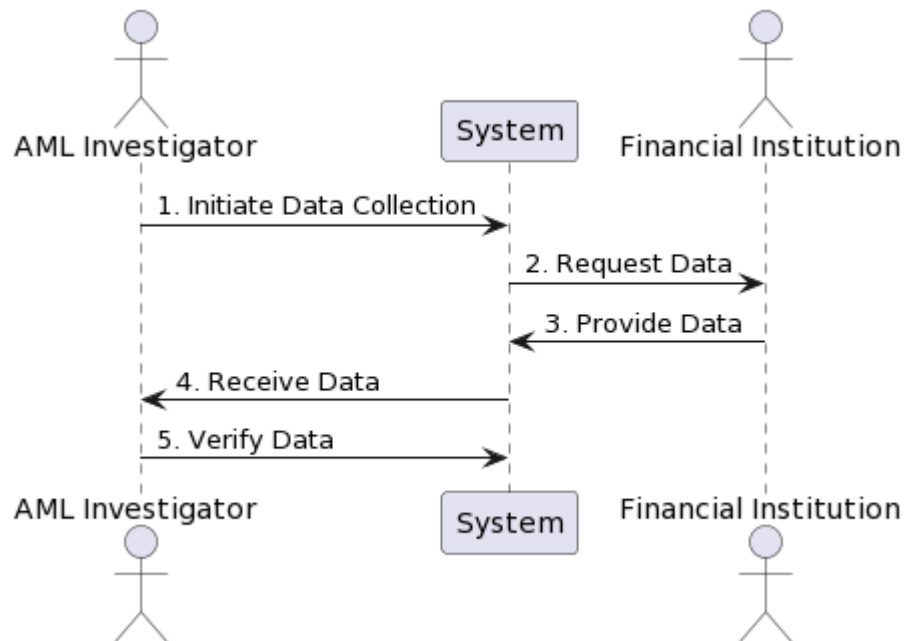 AML Investigator
System
Financial Institution
1. Initiate Data Collection
2. Request Data
3. Provide Data
4. Receive Data
5. Verify Data
AML Investigator
System
Financial Institution